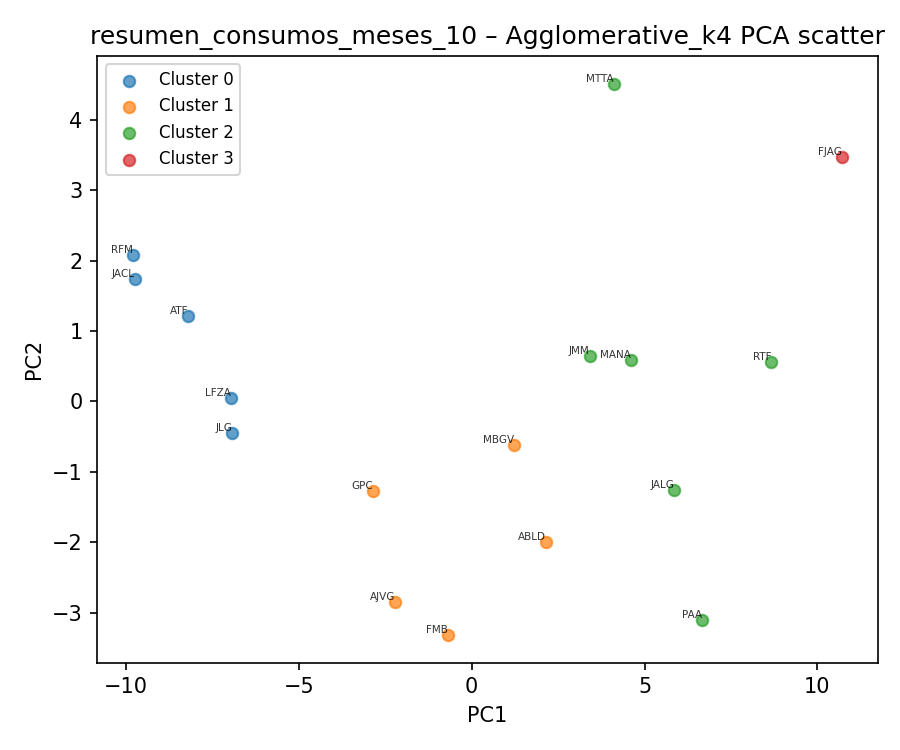 resumen_consumos_meses_10 – Agglomerative_k4 PCA scatter
Cluster 0
Cluster 1
Cluster 2
Cluster 3
MTTA
FJAG
RFM
JACL
ATF
JMM
MANA
RTF
LFZA
JLG
MBGV
GPC
JALG
ABLD
AJVG
FMB
PAA
4
3
2
1
0
−1
−2
−3
PC2
−10
−5
0
5
10
PC1